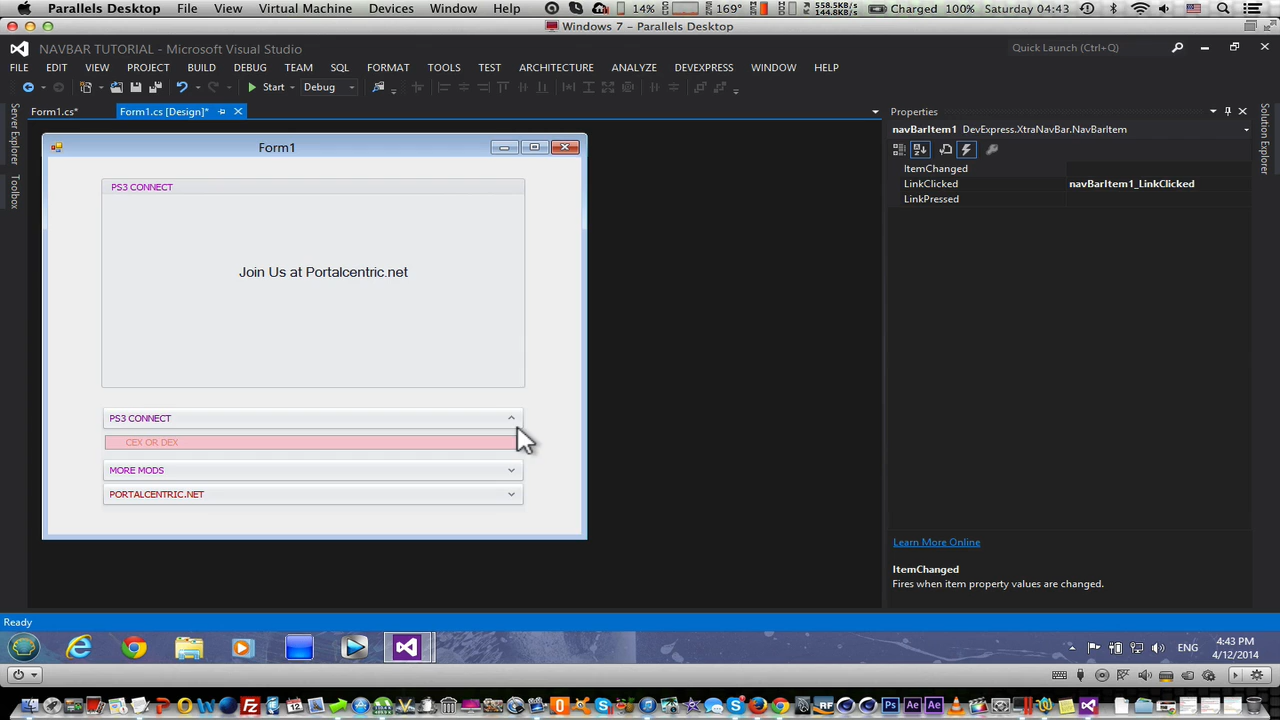 Parallels Desktop File Edit View Virtual Machine Devices Window Help 14% 169° 558.5KB/s 144.8KB/s Charged 100% Saturday 04:43
Windows 7 - Parallels Desktop
NAVBAR TUTORIAL - Microsoft Visual Studio Quick Launch (Ctrl+Q)
FILE EDIT VIEW PROJECT BUILD DEBUG TEAM SQL FORMAT TOOLS TEST ARCHITECTURE ANALYZE DEVEXPRESS WINDOW HELP
Start Debug
Form1.cs* Form1.cs [Design]*
Server Explorer
Toolbox
Form1
PS3 CONNECT
Join Us at Portalcentric.net
PS3 CONNECT
CEX OR DEX
MORE MODS
PORTALCENTRIC.NET
Properties
navBarItem1 DevExpress.XtraNavBar.NavBarItem
ItemChanged
LinkClicked navBarItem1_LinkClicked
LinkPressed
Learn More Online
ItemChanged
Fires when item property values are changed.
Solution Explorer
Ready
ENG
4:43 PM
4/12/2014